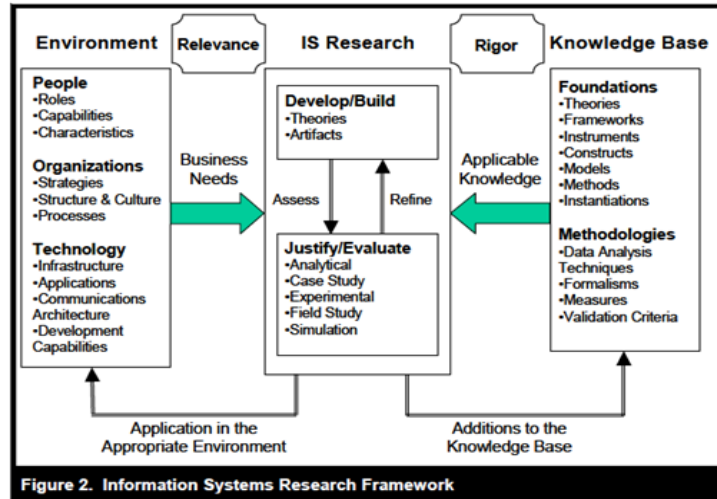 Environment
Relevance
IS Research
Rigor
Knowledge Base
People
•Roles
•Capabilities
•Characteristics
Organizations
•Strategies
•Structure & Culture
•Processes
Technology
•Infrastructure
•Applications
•Communications
Architecture
•Development
Capabilities
Business
Needs
Develop/Build
•Theories
•Artifacts
Assess
Refine
Justify/Evaluate
•Analytical
•Case Study
•Experimental
•Field Study
•Simulation
Applicable
Knowledge
Foundations
•Theories
•Frameworks
•Instruments
•Constructs
•Models
•Methods
•Instantiations
Methodologies
•Data Analysis
Techniques
•Formalisms
•Measures
•Validation Criteria
Application in the
Appropriate Environment
Additions to the
Knowledge Base
Figure 2. Information Systems Research Framework